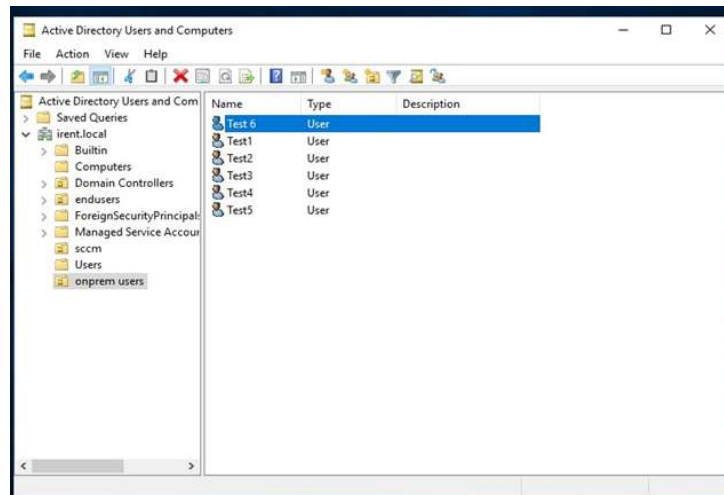 Active Directory Users and Computers
File Action View Help
Active Directory Users and Com
Saved Queries
irent.local
Builtin
Computers
Domain Controllers
endusers
ForeignSecurityPrincipals
Managed Service Accour
sccm
Users
onprem users
Name Type Description
Test 6 User
Test1 User
Test2 User
Test3 User
Test4 User
Test5 User